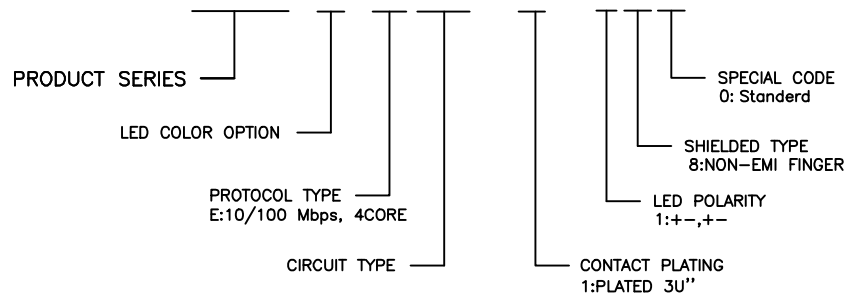 PRODUCT SERIES
SPECIAL CODE
0: Standerd
LED COLOR OPTION
SHIELDED TYPE
8:NON-EMI FINGER
PROTOCOL TYPE
E:10/100 Mbps, 4CORE
LED POLARITY
1:+-,+-
CIRCUIT TYPE
CONTACT PLATING
1:PLATED 3U''